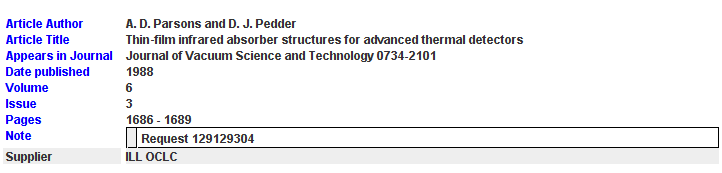 Article Author A. D. Parsons and D. J. Pedder
Article Title Thin-film infrared absorber structures for advanced thermal detectors
Appears in Journal Journal of Vacuum Science and Technology 0734-2101
Date published 1988
Volume 6
Issue 3
Pages 1686 - 1689
Note Request 129129304
Supplier ILL OCLC